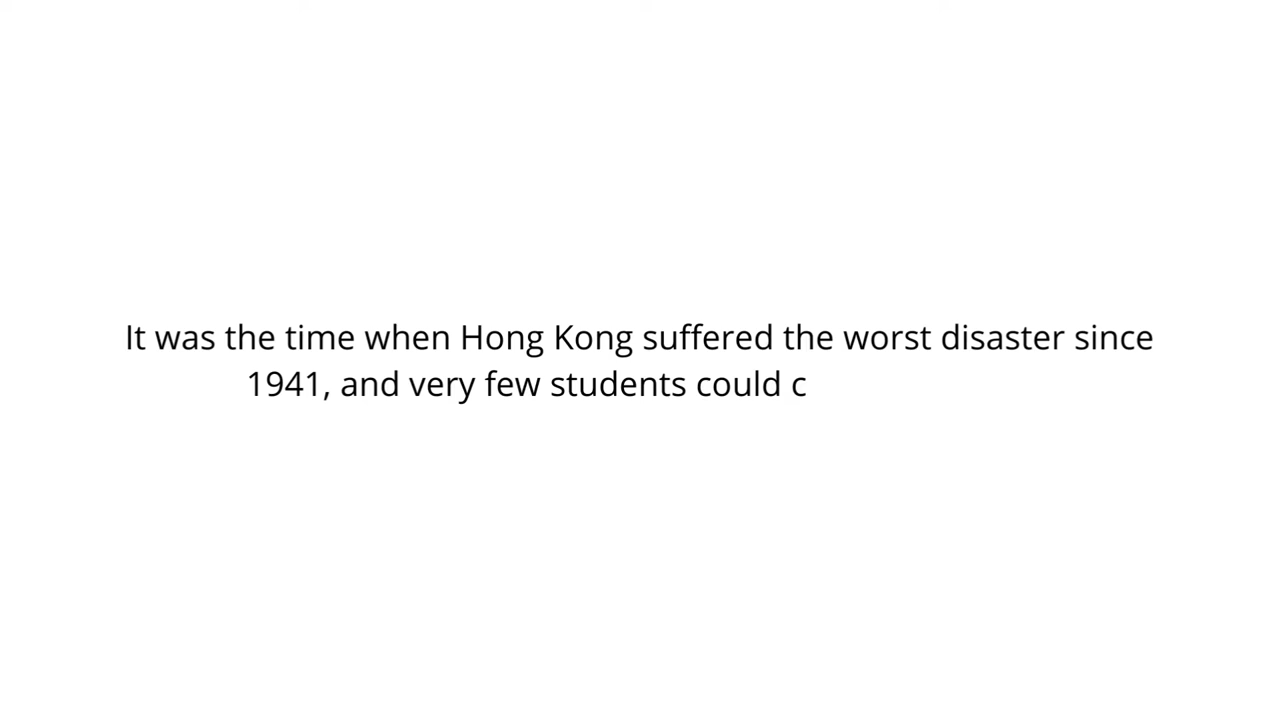 It was the time when Hong Kong suffered the worst disaster since
1941, and very few students could c